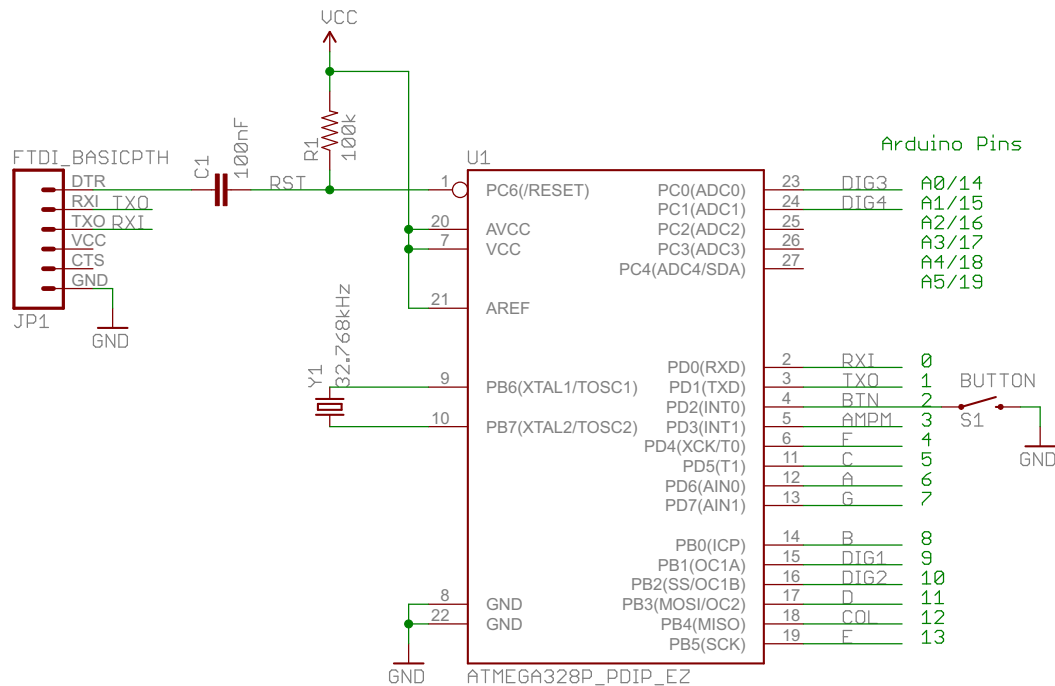 VCC
FTDI_BASICPTH
C1
100nF
R1
100k
U1
Arduino Pins
DTR
RXI TXO
TXO RXI
VCC
CTS
GND
JP1
GND
RST
1 PC6(/RESET)
20 AVCC
7 VCC
21 AREF
Y1
32.768kHz
9 PB6(XTAL1/TOSC1)
10 PB7(XTAL2/TOSC2)
8 GND
22 GND
GND
PC0(ADC0) 23 DIG3 A0/14
PC1(ADC1) 24 DIG4 A1/15
PC2(ADC2) 25 A2/16
PC3(ADC3) 26 A3/17
PC4(ADC4/SDA) 27 A4/18
A5/19
PD0(RXD) 2 RXI 0
PD1(TXD) 3 TXO 1
PD2(INT0) 4 BTN 2
PD3(INT1) 5 AMPM 3
PD4(XCK/T0) 6 F 4
PD5(T1) 11 C 5
PD6(AIN0) 12 A 6
PD7(AIN1) 13 G 7
BUTTON
S1
GND
PB0(ICP) 14 B 8
PB1(OC1A) 15 DIG1 9
PB2(SS/OC1B) 16 DIG2 10
PB3(MOSI/OC2) 17 D 11
PB4(MISO) 18 COL 12
PB5(SCK) 19 E 13
ATMEGA328P_PDIP_EZ